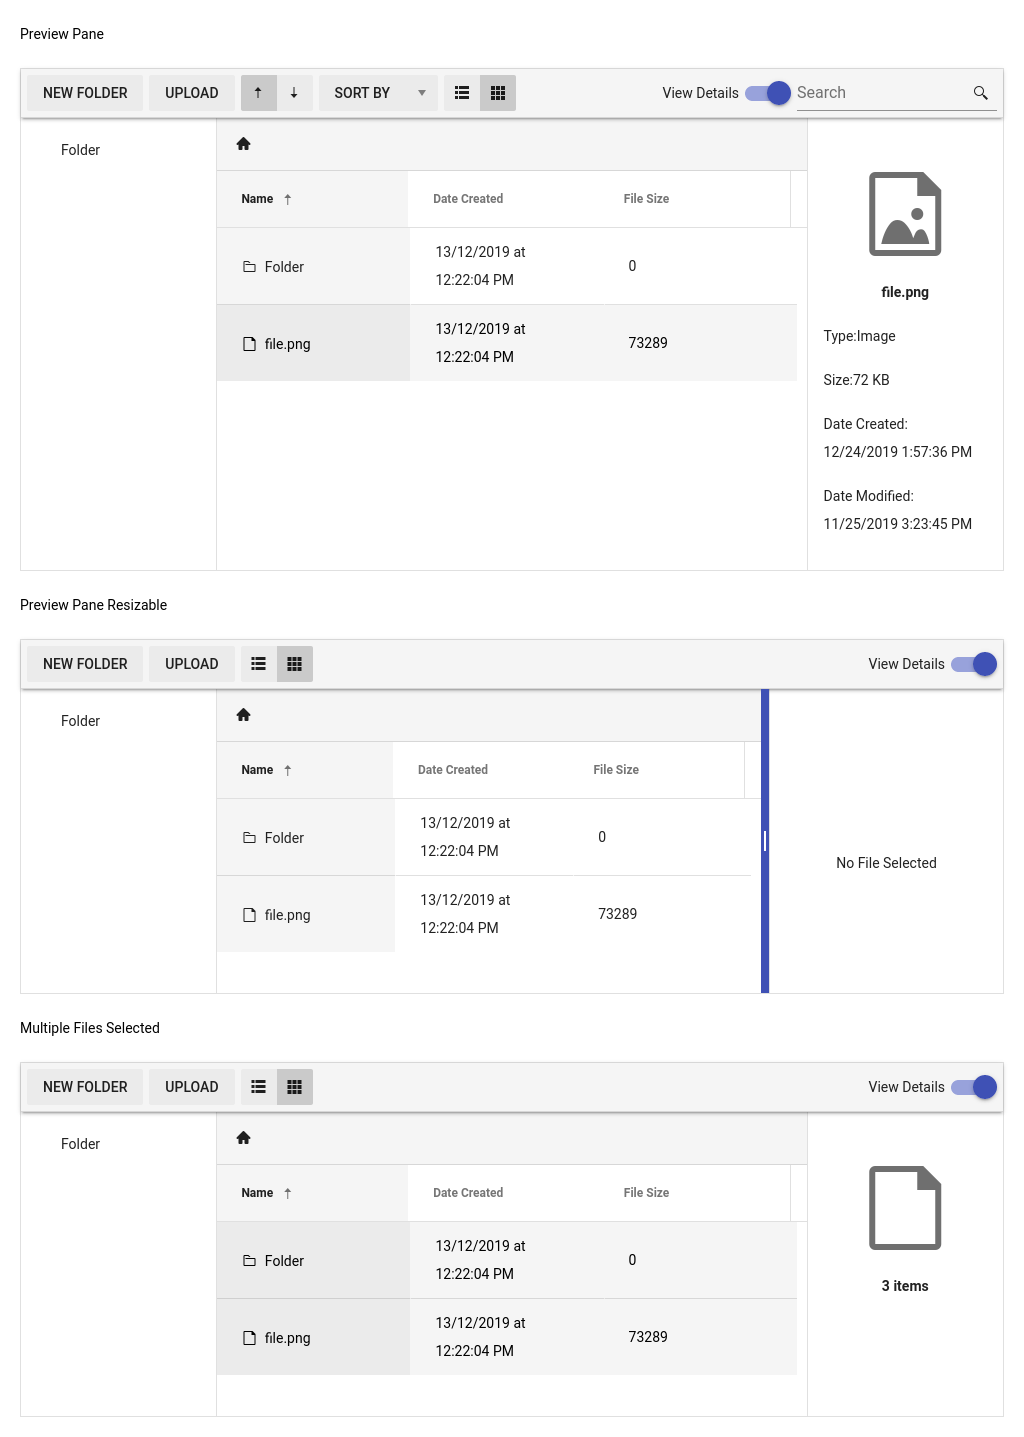 Preview Pane
NEW FOLDER UPLOAD SORT BY View Details Search
Folder
Name Date Created File Size
Folder 13/12/2019 at 12:22:04 PM 0
file.png 13/12/2019 at 12:22:04 PM 73289
file.png
Type:Image
Size:72 KB
Date Created:
12/24/2019 1:57:36 PM
Date Modified:
11/25/2019 3:23:45 PM
Preview Pane Resizable
NEW FOLDER UPLOAD View Details
Folder
Name Date Created File Size
Folder 13/12/2019 at 12:22:04 PM 0
file.png 13/12/2019 at 12:22:04 PM 73289
No File Selected
Multiple Files Selected
NEW FOLDER UPLOAD View Details
Folder
Name Date Created File Size
Folder 13/12/2019 at 12:22:04 PM 0
file.png 13/12/2019 at 12:22:04 PM 73289
3 items